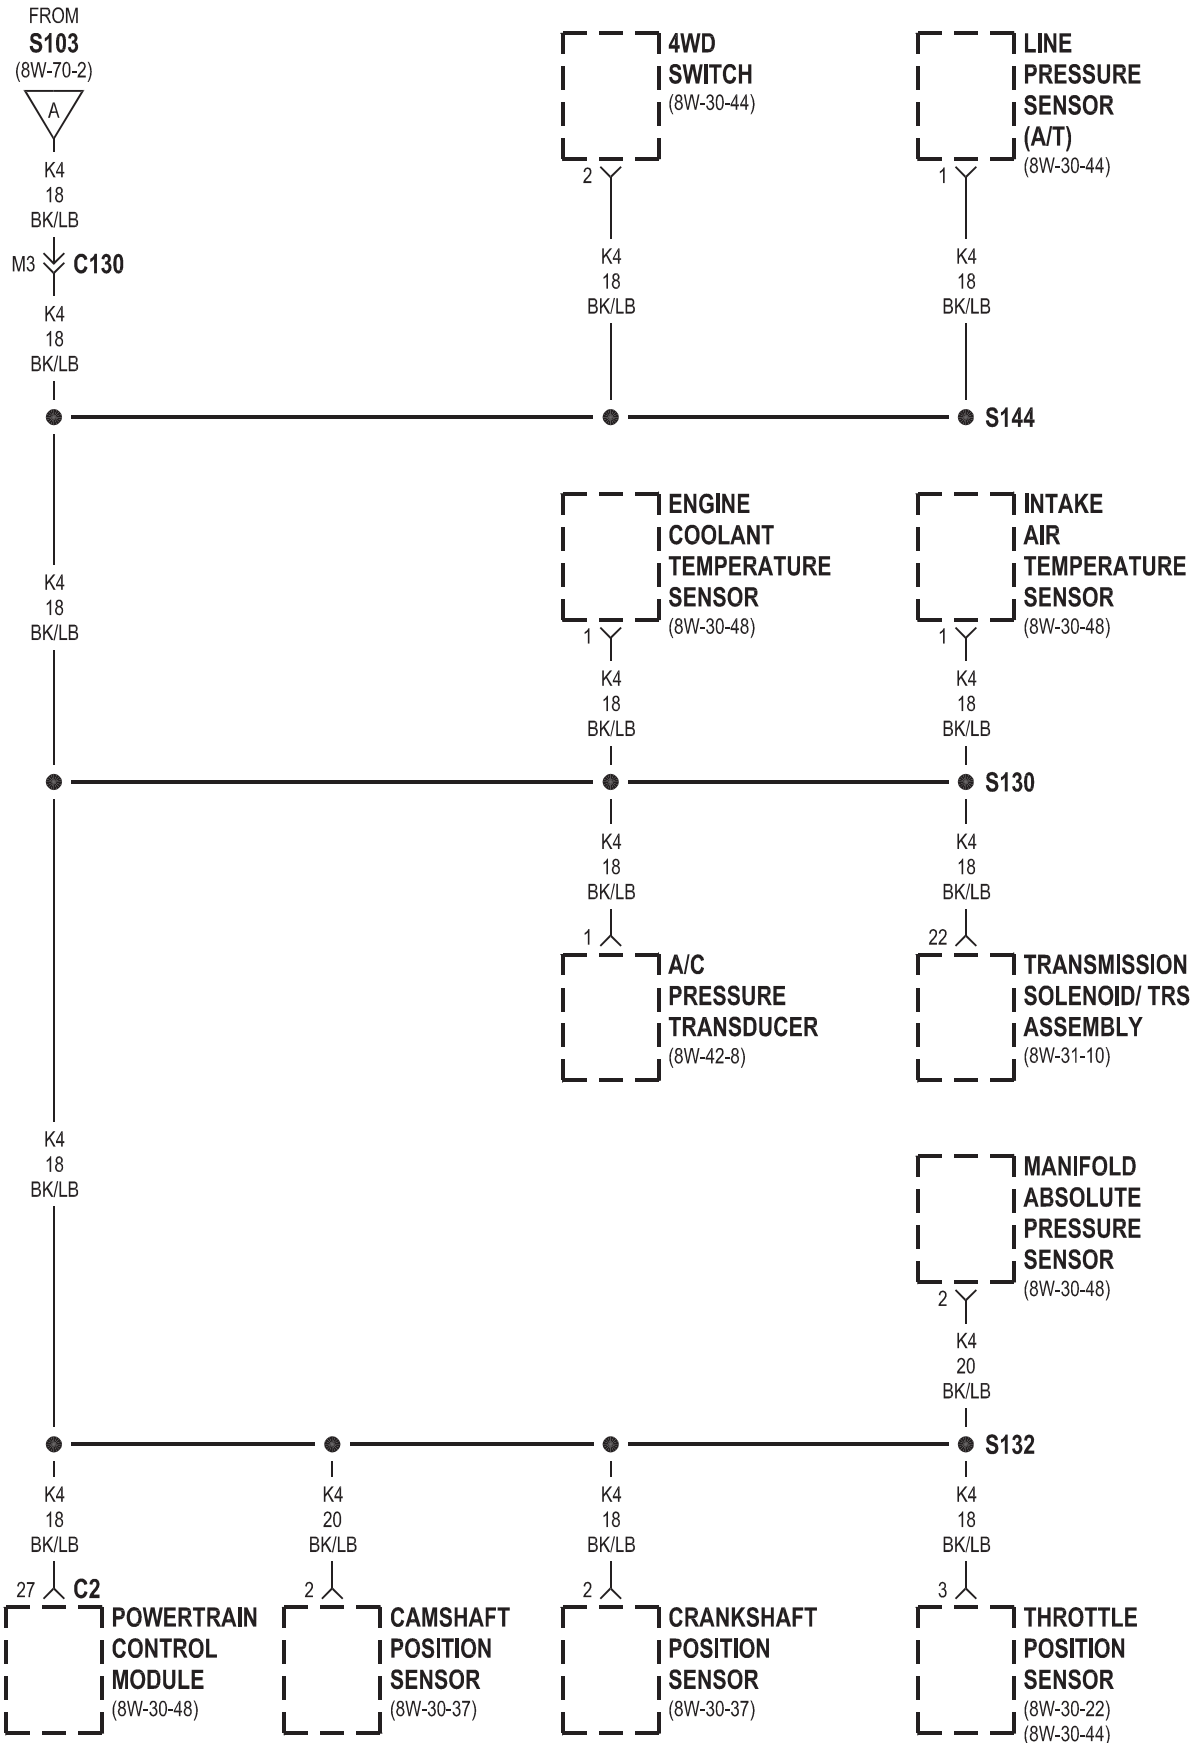 FROM
S103
(8W-70-2)
A
K4
18
BK/LB
M3
C130
K4
18
BK/LB
4WD
SWITCH
(8W-30-44)
2
K4
18
BK/LB
LINE
PRESSURE
SENSOR
(A/T)
(8W-30-44)
1
K4
18
BK/LB
S144
K4
18
BK/LB
ENGINE
COOLANT
TEMPERATURE
SENSOR
(8W-30-48)
1
K4
18
BK/LB
INTAKE
AIR
TEMPERATURE
SENSOR
(8W-30-48)
1
K4
18
BK/LB
S130
K4
18
BK/LB
1
A/C
PRESSURE
TRANSDUCER
(8W-42-8)
K4
18
BK/LB
22
TRANSMISSION
SOLENOID/ TRS
ASSEMBLY
(8W-31-10)
K4
18
BK/LB
MANIFOLD
ABSOLUTE
PRESSURE
SENSOR
(8W-30-48)
2
K4
20
BK/LB
S132
K4
18
BK/LB
27
C2
POWERTRAIN
CONTROL
MODULE
(8W-30-48)
K4
20
BK/LB
2
CAMSHAFT
POSITION
SENSOR
(8W-30-37)
K4
18
BK/LB
2
CRANKSHAFT
POSITION
SENSOR
(8W-30-37)
K4
18
BK/LB
3
THROTTLE
POSITION
SENSOR
(8W-30-22)
(8W-30-44)